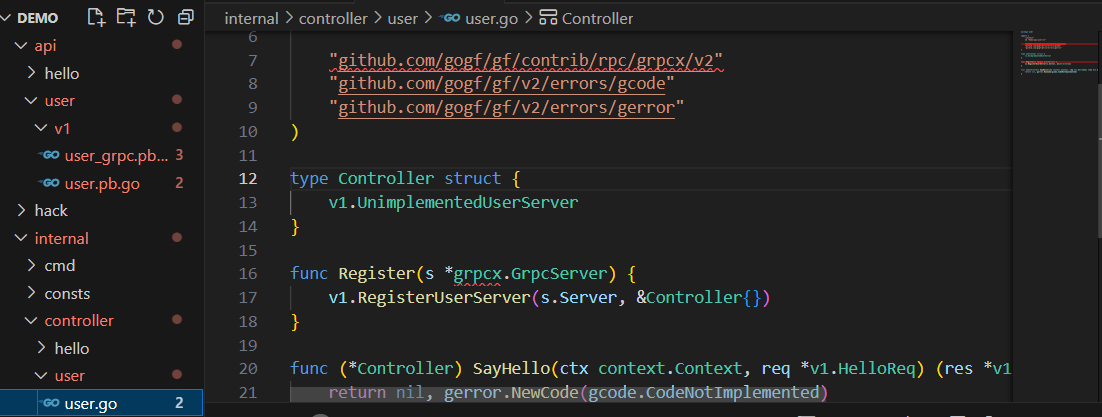 DEMO
api
hello
user
v1
GO user_grpc.pb... 3
GO user.pb.go 2
hack
internal
cmd
consts
controller
hello
user
GO user.go 2
internal > controller > user > GO user.go > Controller
6
7 "github.com/gogf/gf/contrib/rpc/grpcx/v2"
8 "github.com/gogf/gf/v2/errors/gcode"
9 "github.com/gogf/gf/v2/errors/gerror"
10 )
11
12 type Controller struct {
13 v1.UnimplementedUserServer
14 }
15
16 func Register(s *grpcx.GrpcServer) {
17 v1.RegisterUserServer(s.Server, &Controller{})
18 }
19
20 func (*Controller) SayHello(ctx context.Context, req *v1.HelloReq) (res *v1
21 return nil, gerror.NewCode(gcode.CodeNotImplemented)